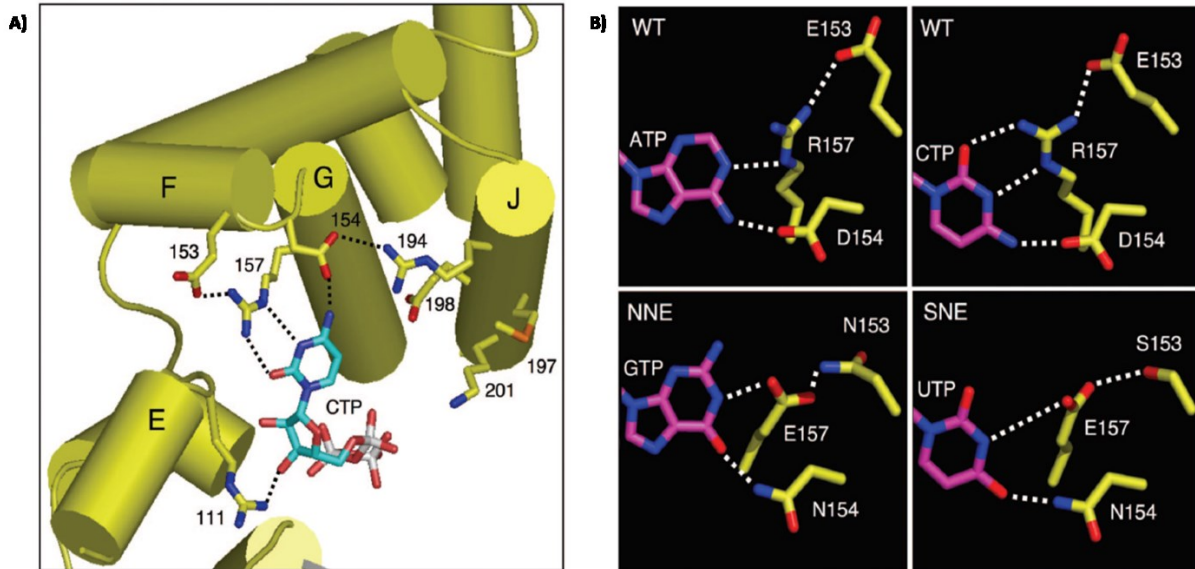 A)
F
G
J
E
153
157
154
194
198
197
201
CTP
111
B)
WT
E153
ATP
R157
D154
WT
E153
CTP
R157
D154
NNE
N153
GTP
E157
N154
SNE
S153
UTP
E157
N154